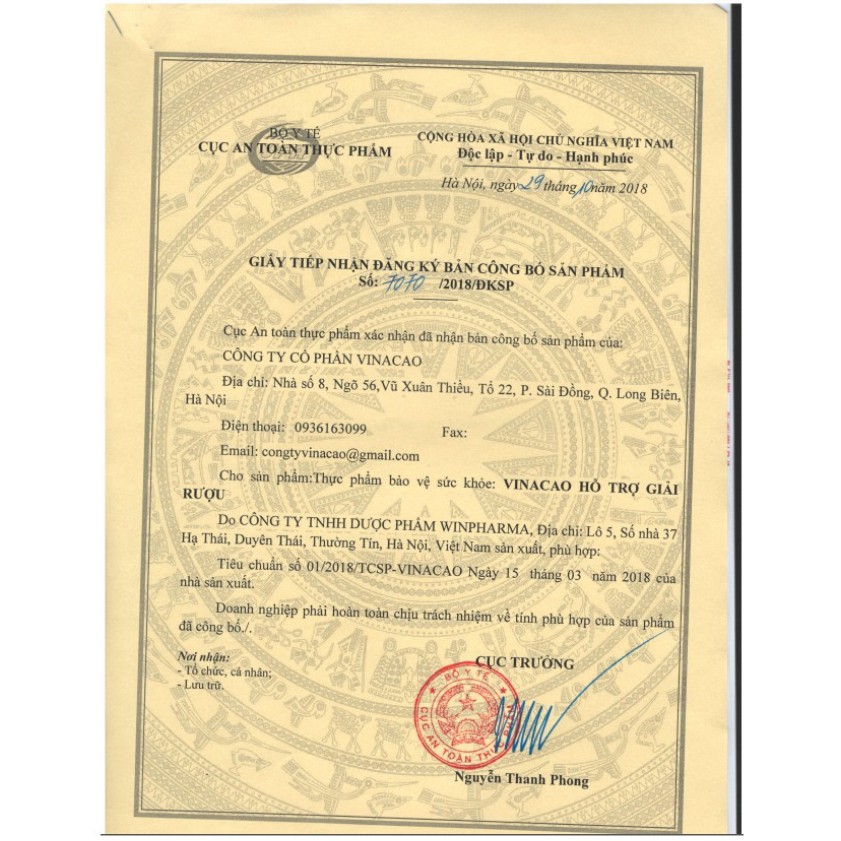 BỘ Y TẾ
CỤC AN TOÀN THỰC PHẨM
CỘNG HÒA XÃ HỘI CHỦ NGHĨA VIỆT NAM
Độc lập - Tự do - Hạnh phúc
Hà Nội, ngày 29 tháng 10 năm 2018
GIẤY TIẾP NHẬN ĐĂNG KÝ BẢN CÔNG BỐ SẢN PHẨM
Số: 7070 /2018/ĐKSP
Cục An toàn thực phẩm xác nhận đã nhận bản công bố sản phẩm của:
CÔNG TY CỔ PHẦN VINACAO
Địa chỉ: Nhà số 8, Ngõ 56,Vũ Xuân Thiều, Tổ 22, P. Sài Đồng, Q. Long Biên,
Hà Nội
Điện thoại: 0936163099 Fax:
Email: congtyvinacao@gmail.com
Cho sản phẩm:Thực phẩm bảo vệ sức khỏe: VINACAO HỖ TRỢ GIẢI
RƯỢU
Do CÔNG TY TNHH DƯỢC PHẨM WINPHARMA, Địa chỉ: Lô 5, Số nhà 37
Hạ Thái, Duyên Thái, Thường Tín, Hà Nội, Việt Nam sản xuất, phù hợp:
Tiêu chuẩn số 01/2018/TCSP-VINACAO Ngày 15 tháng 03 năm 2018 của
nhà sản xuất.
Doanh nghiệp phải hoàn toàn chịu trách nhiệm về tính phù hợp của sản phẩm
đã công bố./.
Nơi nhận:
- Tổ chức, cá nhân;
- Lưu trữ.
CỤC TRƯỞNG
BỘ Y TẾ
CỤC AN TOÀN
Nguyễn Thanh Phong